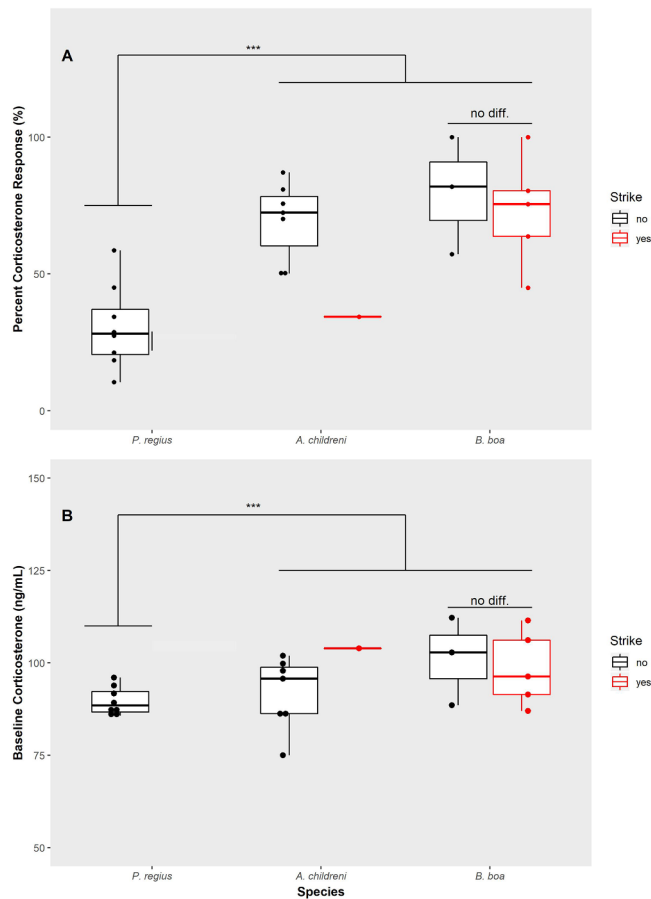 A
***
no diff.
Percent Corticosterone Response (%)
100
50
0
P. regius
A. childreni
B. boa
Strike
no
yes
B
***
no diff.
Baseline Corticosterone (ng/mL)
150
125
100
75
50
P. regius
A. childreni
B. boa
Species
Strike
no
yes